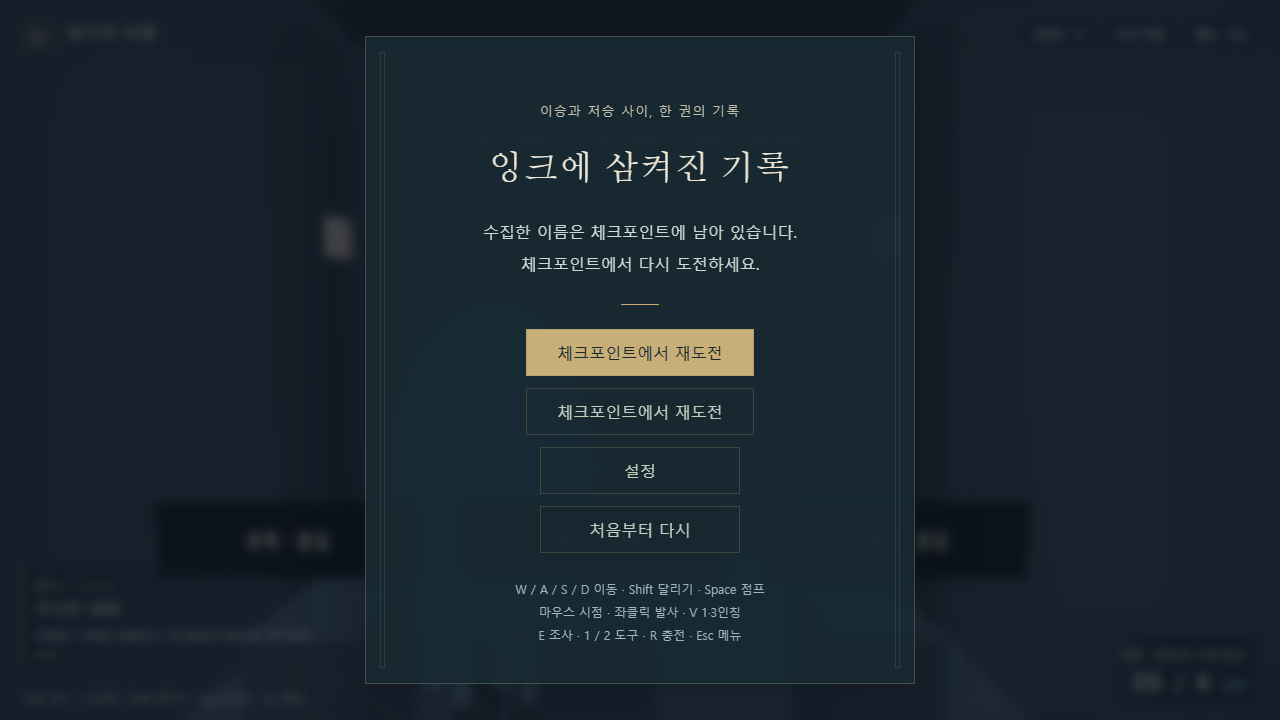 이승과 저승 사이, 한 권의 기록
잉크에 삼켜진 기록
수집한 이름은 체크포인트에 남아 있습니다.
체크포인트에서 다시 도전하세요.
체크포인트에서 재도전
체크포인트에서 재도전
설정
처음부터 다시
W / A / S / D 이동 · Shift 달리기 · Space 점프
마우스 시점 · 좌클릭 발사 · V 1·3인칭
E 조사 · 1 / 2 도구 · R 충전 · Esc 메뉴